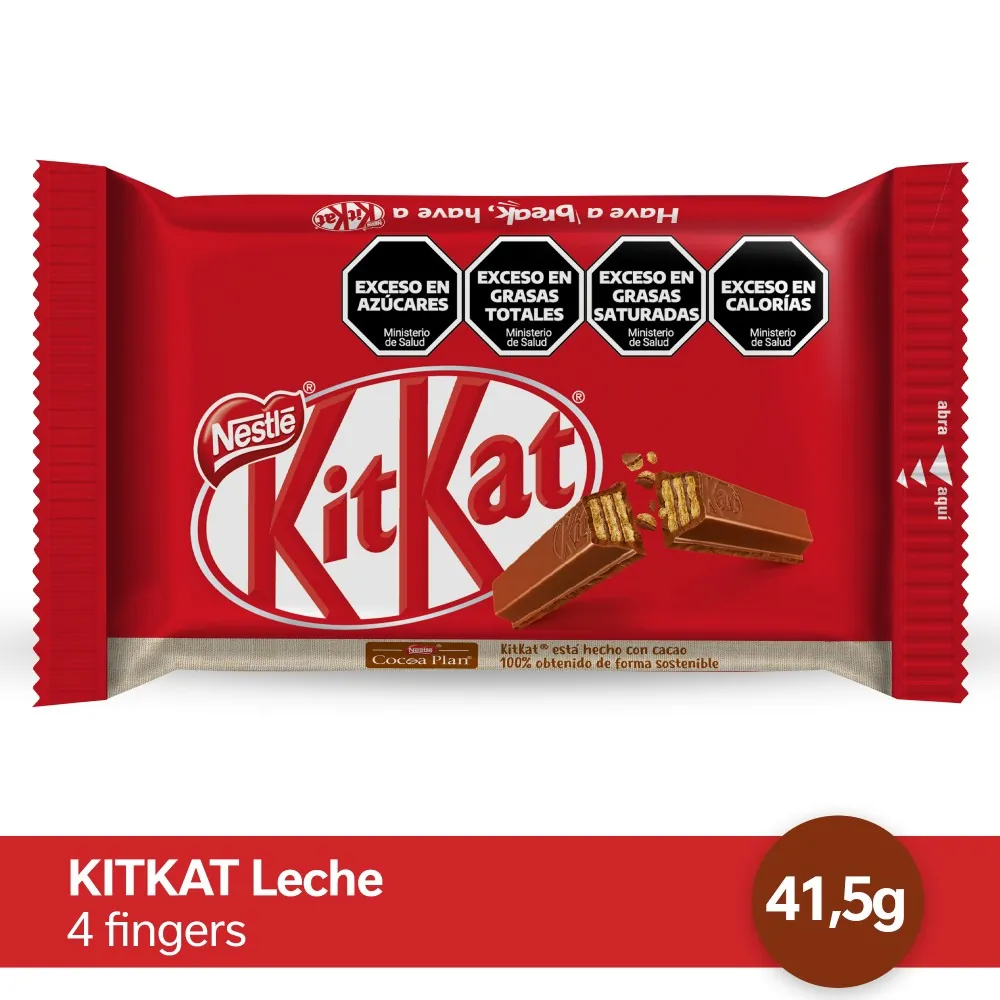 Have a break, have a KitKat
EXCESO EN
AZÚCARES
Ministerio
de Salud
EXCESO EN
GRASAS
TOTALES
Ministerio
de Salud
EXCESO EN
GRASAS
SATURADAS
Ministerio
de Salud
EXCESO EN
CALORÍAS
Ministerio
de Salud
Nestlé®
KitKat®
abra
aquí
Cocoa Plan®
KitKat® está hecho con cacao
100% obtenido de forma sostenible
KITKAT Leche
4 fingers
41,5g